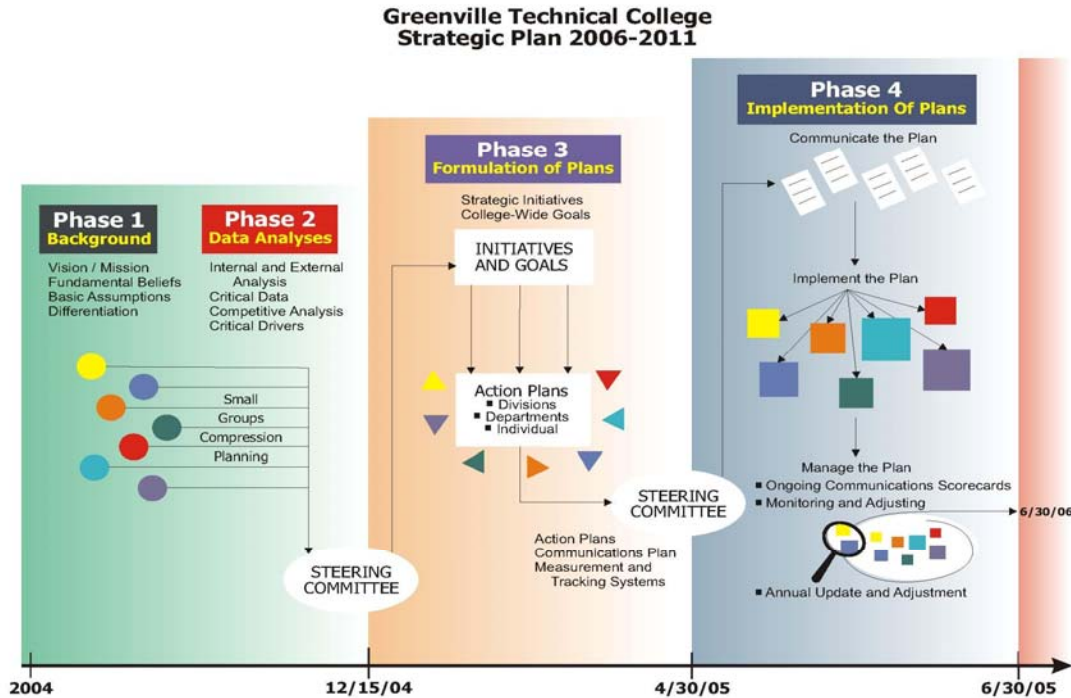 Greenville Technical College
Strategic Plan 2006-2011
Phase 1
Background
Vision / Mission
Fundamental Beliefs
Basic Assumptions
Differentiation
Phase 2
Data Analyses
Internal and External
Analysis
Critical Data
Competitive Analysis
Critical Drivers
Small
Groups
Compression
Planning
STEERING
COMMITTEE
Phase 3
Formulation of Plans
Strategic Initiatives
College-Wide Goals
INITIATIVES
AND GOALS
Action Plans
■ Divisions
■ Departments
■ Individual
STEERING
COMMITTEE
Action Plans
Communications Plan
Measurement and
Tracking Systems
Phase 4
Implementation Of Plans
Communicate the Plan
Implement the Plan
Manage the Plan
■ Ongoing Communications Scorecards
■ Monitoring and Adjusting
6/30/06
■ Annual Update and Adjustment
2004
12/15/04
4/30/05
6/30/05